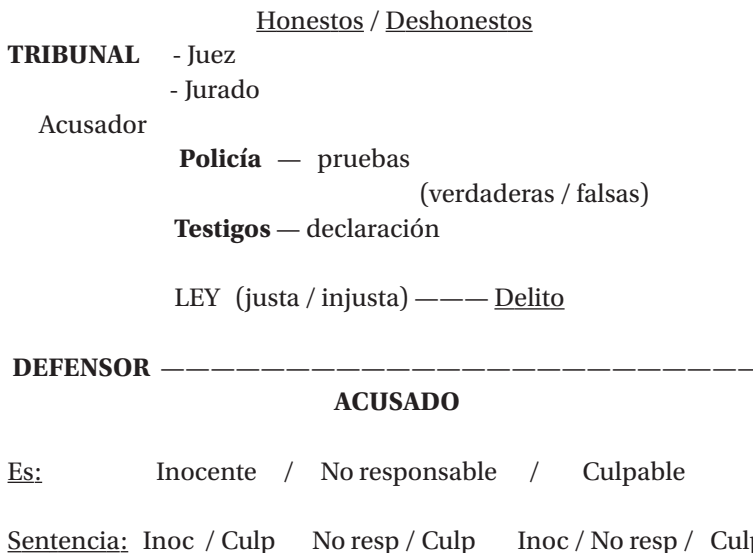 Honestos / Deshonestos
TRIBUNAL - Juez
- Jurado
Acusador
Policía — pruebas
(verdaderas / falsas)
Testigos — declaración
LEY (justa / injusta) ——— Delito
DEFENSOR ———————————————————————
ACUSADO
Es: Inocente / No responsable / Culpable
Sentencia: Inoc / Culp No resp / Culp Inoc / No resp / Culp